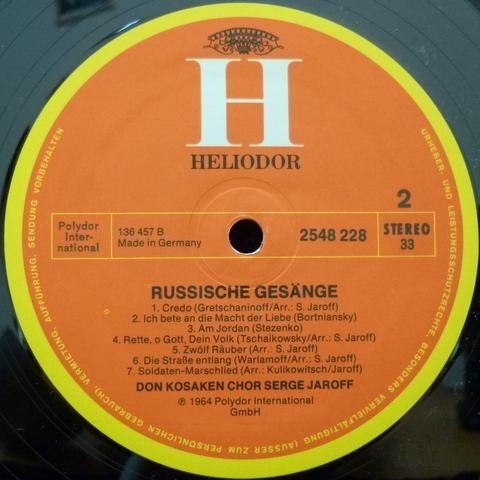 H
HELIODOR
2
Polydor
Inter-
national
136 457 B
Made in Germany
2548 228
STEREO
33
RUSSISCHE GESÄNGE
1. Credo (Gretschaninoff/Arr.: S. Jaroff)
2. Ich bete an die Macht der Liebe (Bortniansky)
3. Am Jordan (Stezenko)
4. Rette, o Gott, Dein Volk (Tschaikowsky/Arr.: S. Jaroff)
5. Zwölf Räuber (Arr.: S. Jaroff)
6. Die Straße entlang (Warlamoff/Arr.: S. Jaroff)
7. Soldaten-Marschlied (Arr.: Kulikowitsch/Jaroff)
DON KOSAKEN CHOR SERGE JAROFF
℗ 1964 Polydor International
GmbH
URHEBER- UND LEISTUNGSSCHUTZRECHTE BESONDERS VERVIELFÄLTIGUNG (AUSSER ZUM PERSÖNLICHEN GEBRAUCH), VERMIETUNG, AUFFÜHRUNG, SENDUNG VORBEHALTEN